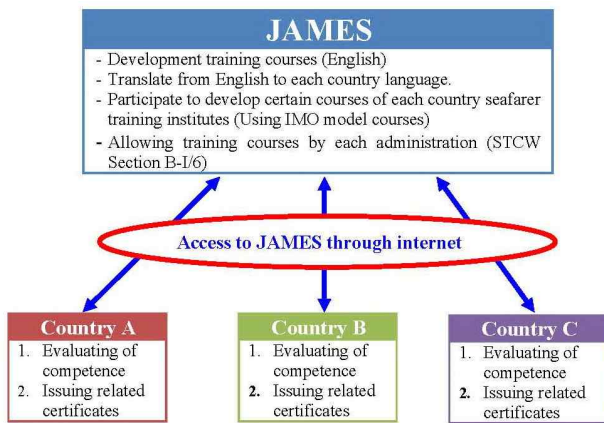 JAMES
- Development training courses (English)
- Translate from English to each country language.
- Participate to develop certain courses of each country seafarer
training institutes (Using IMO model courses)
- Allowing training courses by each administration (STCW
Section B-I/6)
Access to JAMES through internet
Country A
1. Evaluating of
competence
2. Issuing related
certificates
Country B
1. Evaluating of
competence
2. Issuing related
certificates
Country C
1. Evaluating of
competence
2. Issuing related
certificates